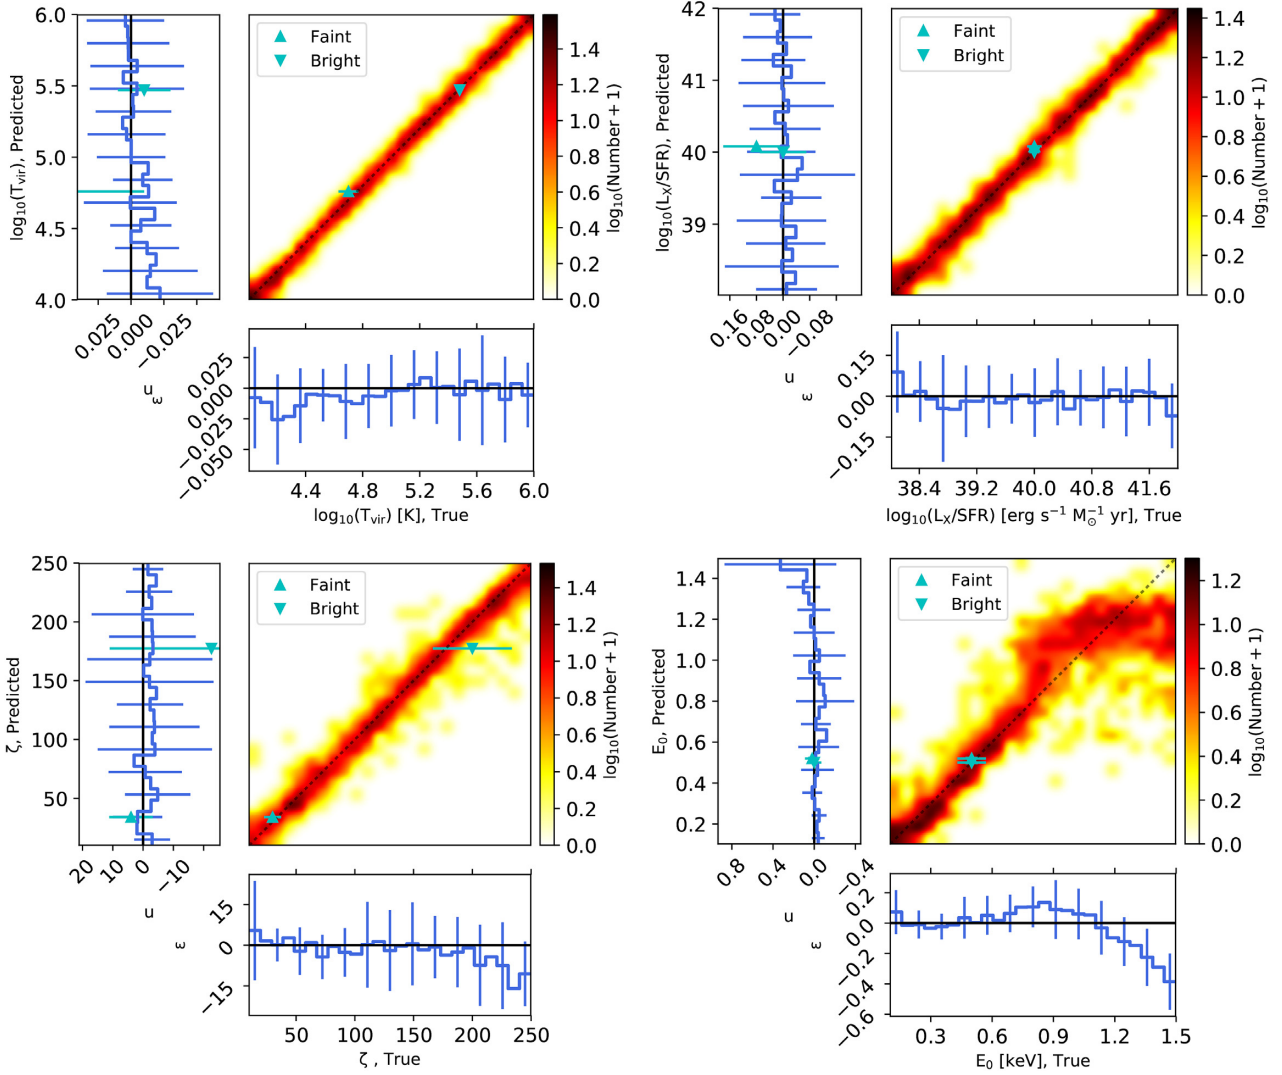 log₁₀(T_vir), Predicted
6.0
5.5
5.0
4.5
4.0
0.025
0.000
−0.025
u
Faint
Bright
1.4
1.2
1.0
0.8
0.6
0.4
0.2
0.0
log₁₀(Number + 1)
ε
0.025
0.000
−0.025
−0.050
4.4 4.8 5.2 5.6 6.0
log₁₀(T_vir) [K], True
log₁₀(L_X/SFR), Predicted
42
41
40
39
0.16
0.08
0.00
−0.08
u
Faint
Bright
1.4
1.2
1.0
0.8
0.6
0.4
0.2
0.0
log₁₀(Number + 1)
ε
0.15
0.00
−0.15
38.4 39.2 40.0 40.8 41.6
log₁₀(L_X/SFR) [erg s⁻¹ M_⊙⁻¹ yr], True
ζ, Predicted
250
200
150
100
50
20
10
0
−10
u
Faint
Bright
1.4
1.2
1.0
0.8
0.6
0.4
0.2
0.0
log₁₀(Number + 1)
ε
15
0
−15
50 100 150 200 250
ζ , True
E₀, Predicted
1.4
1.2
1.0
0.8
0.6
0.4
0.2
0.8
0.4
0.0
−0.4
u
Faint
Bright
1.2
1.0
0.8
0.6
0.4
0.2
0.0
log₁₀(Number + 1)
ε
0.2
0.0
−0.2
−0.4
−0.6
0.3 0.6 0.9 1.2 1.5
E₀ [keV], True